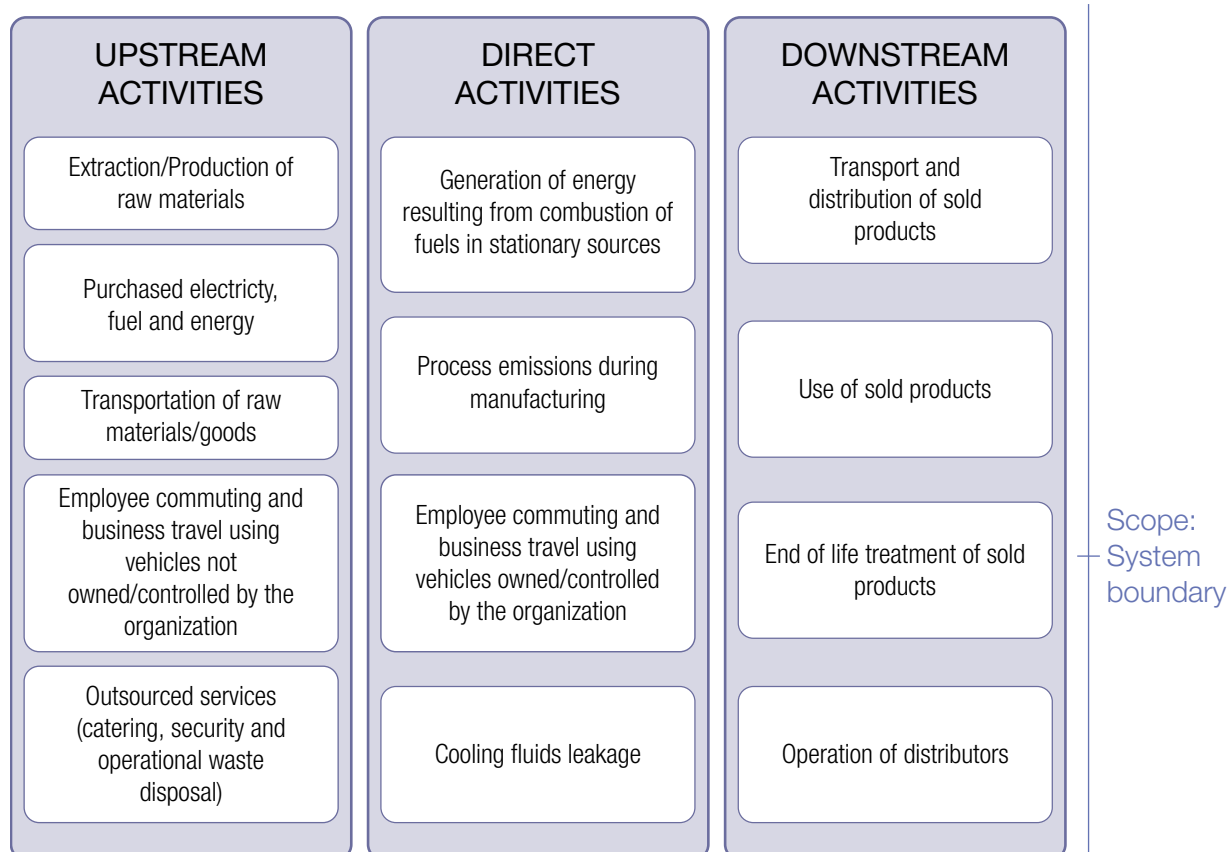 UPSTREAM
ACTIVITIES
Extraction/Production of
raw materials
Purchased electricty,
fuel and energy
Transportation of raw
materials/goods
Employee commuting and
business travel using
vehicles not
owned/controlled by the
organization
Outsourced services
(catering, security and
operational waste
disposal)
DIRECT
ACTIVITIES
Generation of energy
resulting from combustion of
fuels in stationary sources
Process emissions during
manufacturing
Employee commuting and
business travel using
vehicles owned/controlled
by the organization
Cooling fluids leakage
DOWNSTREAM
ACTIVITIES
Transport and
distribution of sold
products
Use of sold products
End of life treatment of sold
products
Operation of distributors
Scope:
System
boundary